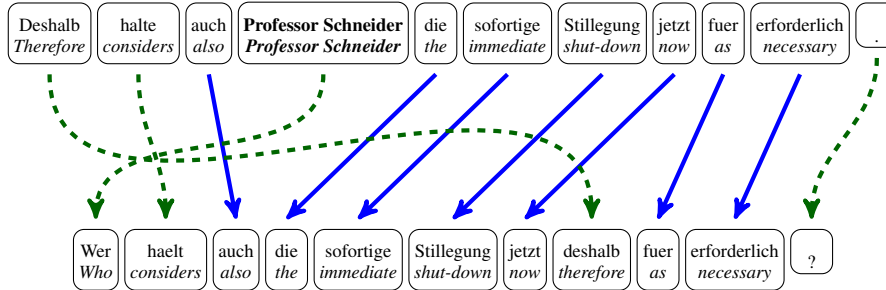 Deshalb halte auch Professor Schneider die sofortige Stillegung jetzt fuer erforderlich .
Therefore considers also Professor Schneider the immediate shut-down now as necessary
Wer haelt auch die sofortige Stillegung jetzt deshalb fuer erforderlich ?
Who considers also the immediate shut-down now therefore as necessary